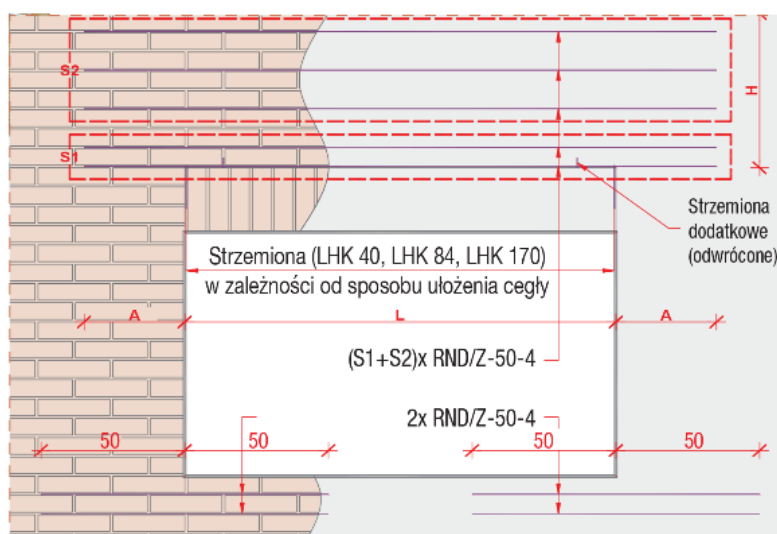 S2
H
S1
Strzemiona
dodatkowe
(odwrócone)
Strzemiona (LHK 40, LHK 84, LHK 170)
w zależności od sposobu ułożenia cegły
A
L
A
(S1+S2)x RND/Z-50-4
2x RND/Z-50-4
50
50
50
50